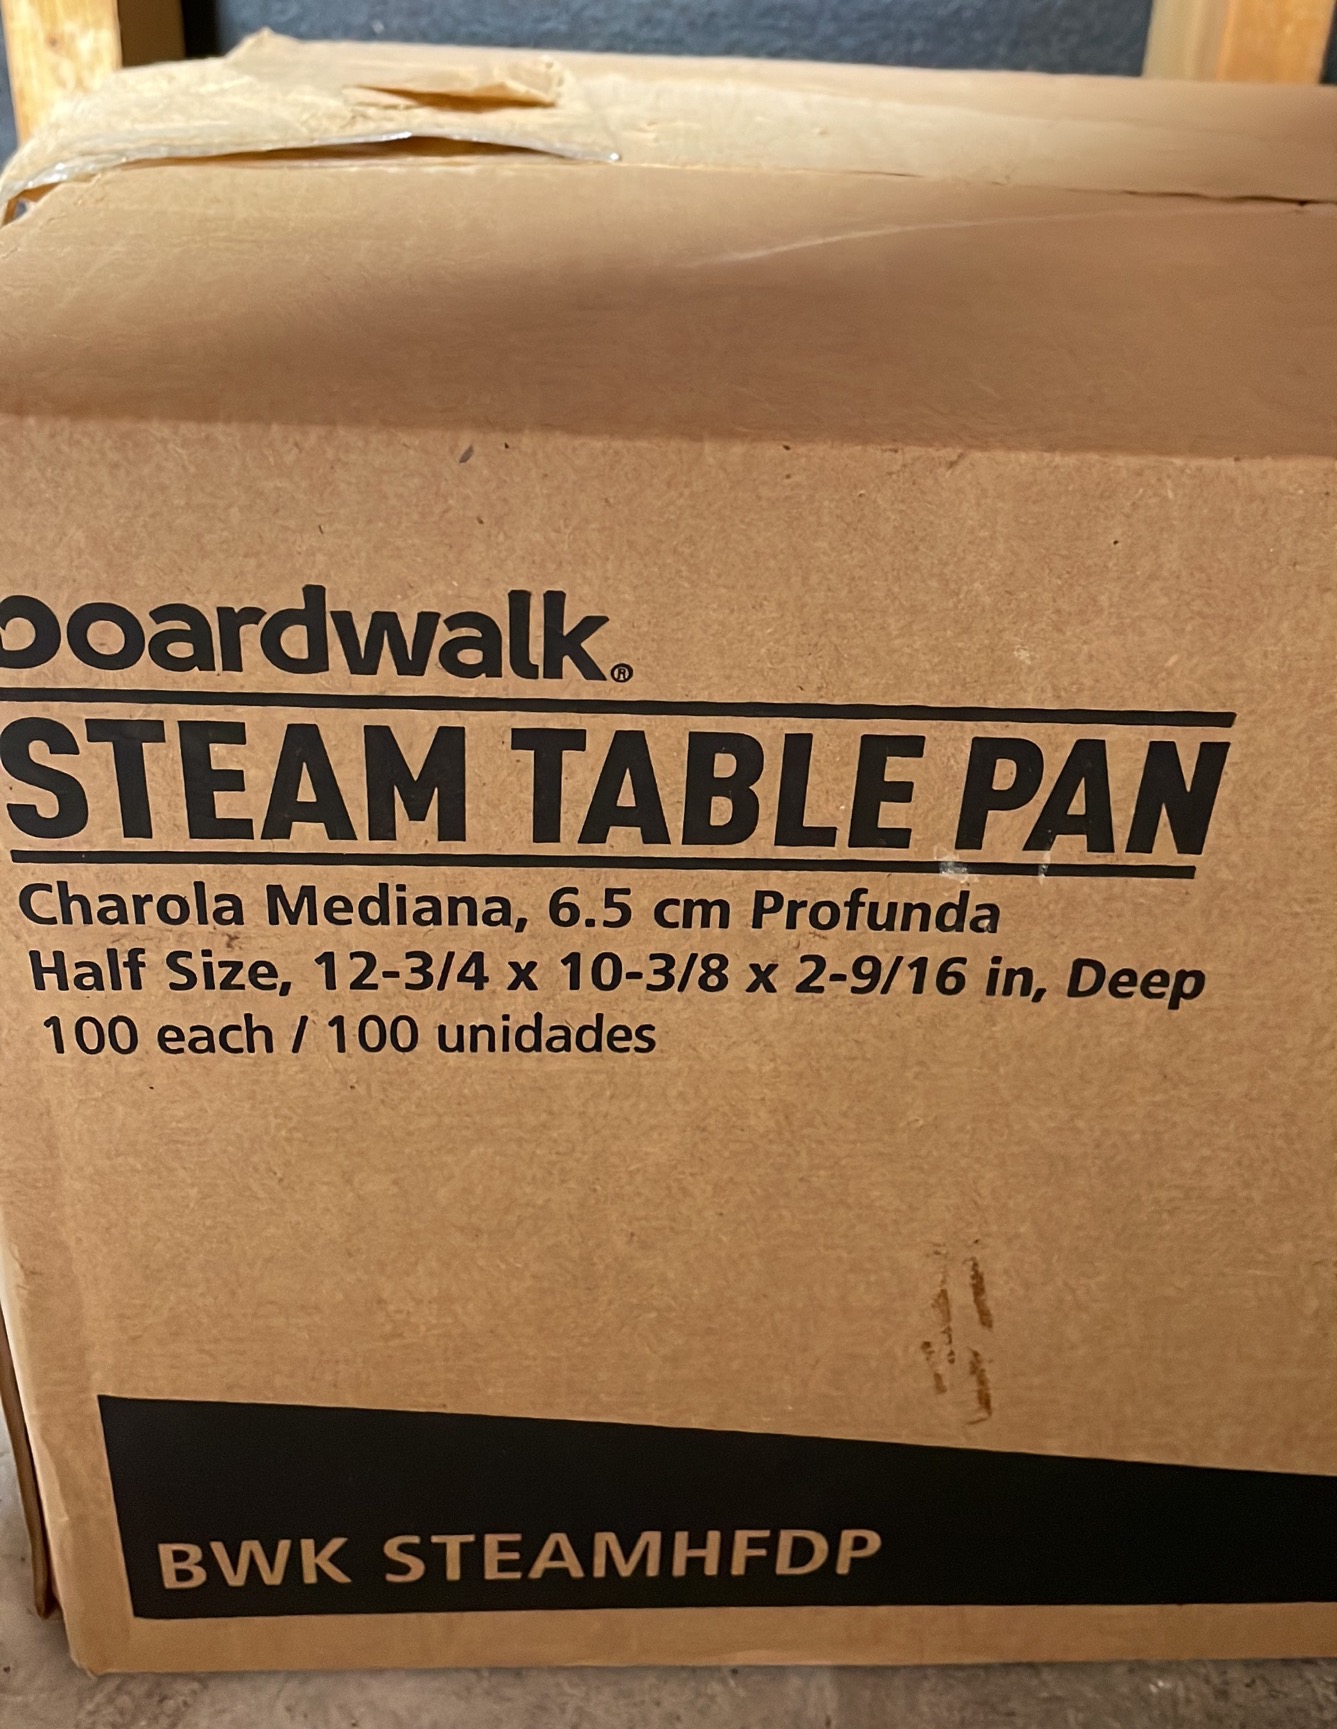 boardwalk®
STEAM TABLE PAN
Charola Mediana, 6.5 cm Profunda
Half Size, 12-3/4 x 10-3/8 x 2-9/16 in, Deep
100 each / 100 unidades
BWK STEAMHFDP